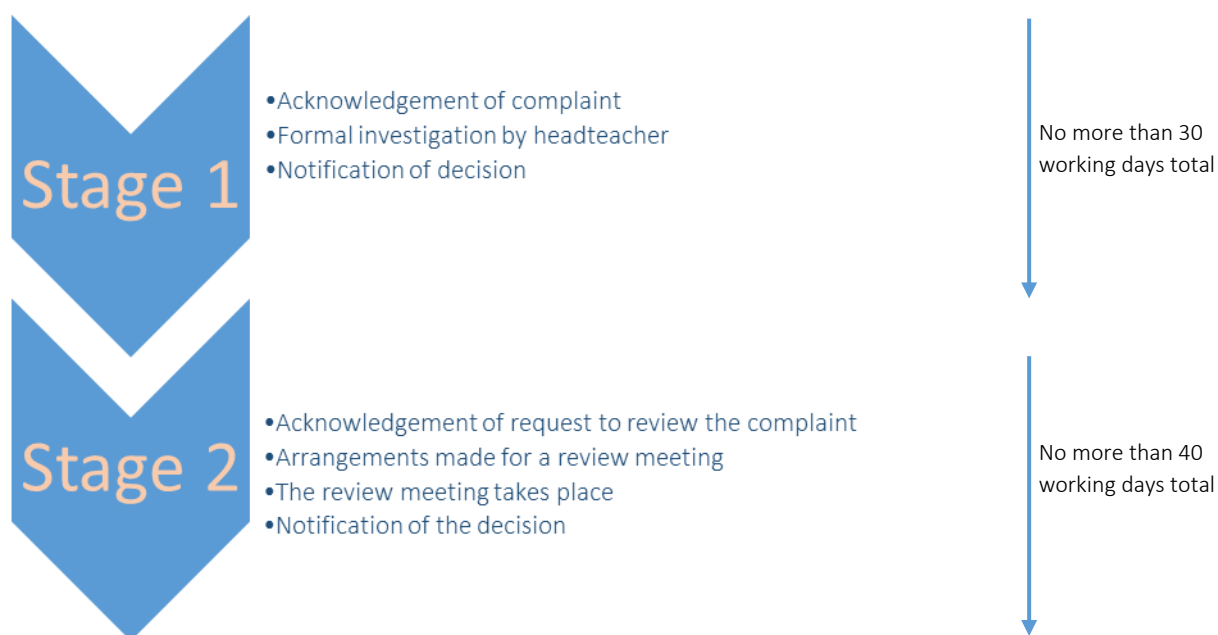 Stage 1
•Acknowledgement of complaint
•Formal investigation by headteacher
•Notification of decision
No more than 30
working days total
Stage 2
•Acknowledgement of request to review the complaint
•Arrangements made for a review meeting
•The review meeting takes place
•Notification of the decision
No more than 40
working days total